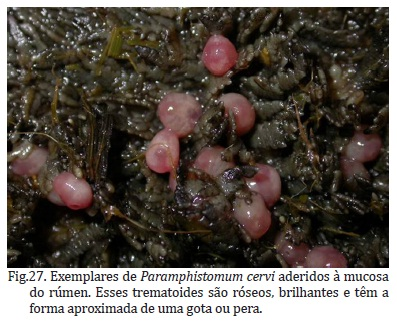 Fig.27. Exemplares de Paramphistomum cervi aderidos à mucosa
do rúmen. Esses trematoides são róseos, brilhantes e têm a
forma aproximada de uma gota ou pera.